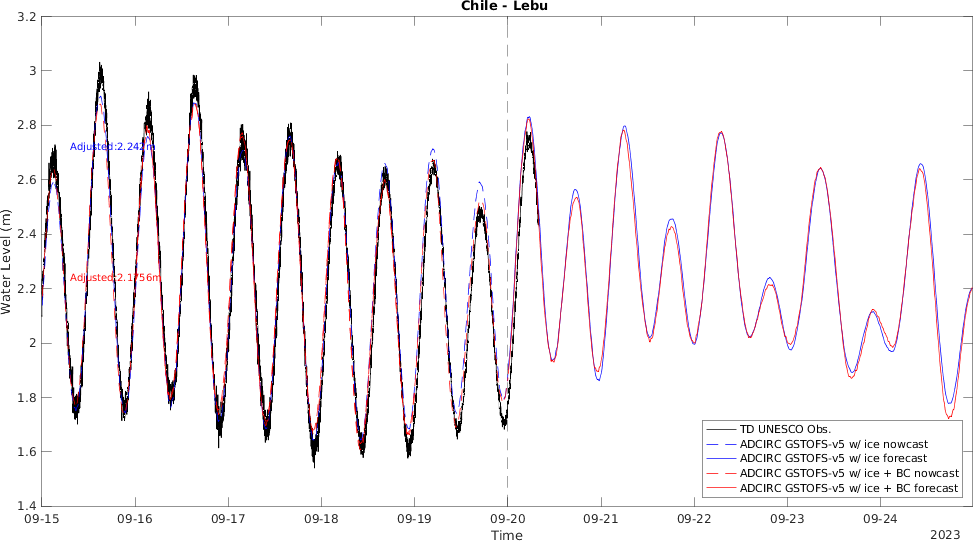 Chile - Lebu
3.2
3
2.8
2.6
2.4
2.2
2
1.8
1.6
1.4
Water Level (m)
Adjusted:2.242m
Adjusted:2.1756m
TD UNESCO Obs.
ADCIRC GSTOFS-v5 w/ ice nowcast
ADCIRC GSTOFS-v5 w/ ice forecast
ADCIRC GSTOFS-v5 w/ ice + BC nowcast
ADCIRC GSTOFS-v5 w/ ice + BC forecast
09-15 09-16 09-17 09-18 09-19 09-20 09-21 09-22 09-23 09-24
Time
2023